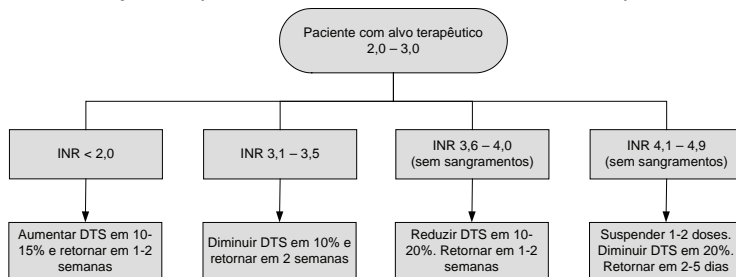 Paciente com alvo terapêutico
2,0 – 3,0
INR < 2,0
INR 3,1 – 3,5
INR 3,6 – 4,0
(sem sangramentos)
INR 4,1 – 4,9
(sem sangramentos)
Aumentar DTS em 10-
15% e retornar em 1-2
semanas
Diminuir DTS em 10% e
retornar em 2 semanas
Reduzir DTS em 10-
20%. Retornar em 1-2
semanas
Suspender 1-2 doses.
Diminuir DTS em 20%.
Retornar em 2-5 dias